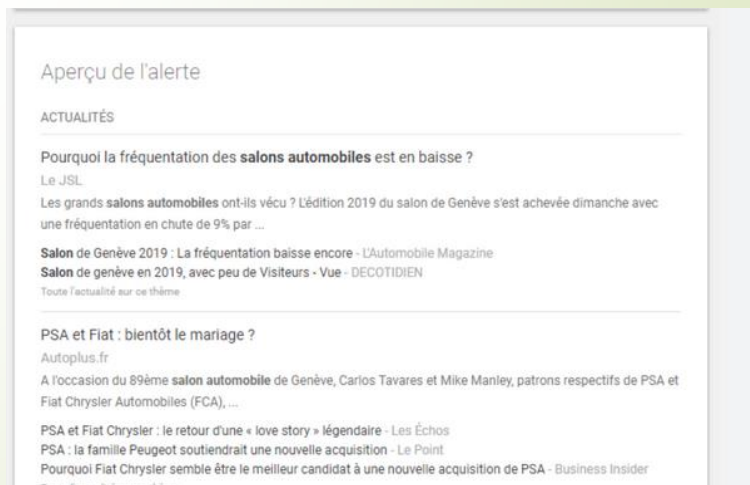 Aperçu de l'alerte
ACTUALITÉS
Pourquoi la fréquentation des salons automobiles est en baisse ?
Le JSL
Les grands salons automobiles ont-ils vécu ? L'édition 2019 du salon de Genève s'est achevée dimanche avec
une fréquentation en chute de 9% par ...
Salon de Genève 2019 : La fréquentation baisse encore - L'Automobile Magazine
Salon de genève en 2019, avec peu de Visiteurs - Vue - DECOTIDIEN
Toute l'actualité sur ce thème
PSA et Fiat : bientôt le mariage ?
Autoplus.fr
A l'occasion du 89ème salon automobile de Genève, Carlos Tavares et Mike Manley, patrons respectifs de PSA et
Fiat Chrysler Automobiles (FCA), ...
PSA et Fiat Chrysler : le retour d'une « love story » légendaire - Les Échos
PSA : la famille Peugeot soutiendrait une nouvelle acquisition - Le Point
Pourquoi Fiat Chrysler semble être le meilleur candidat à une nouvelle acquisition de PSA - Business Insider